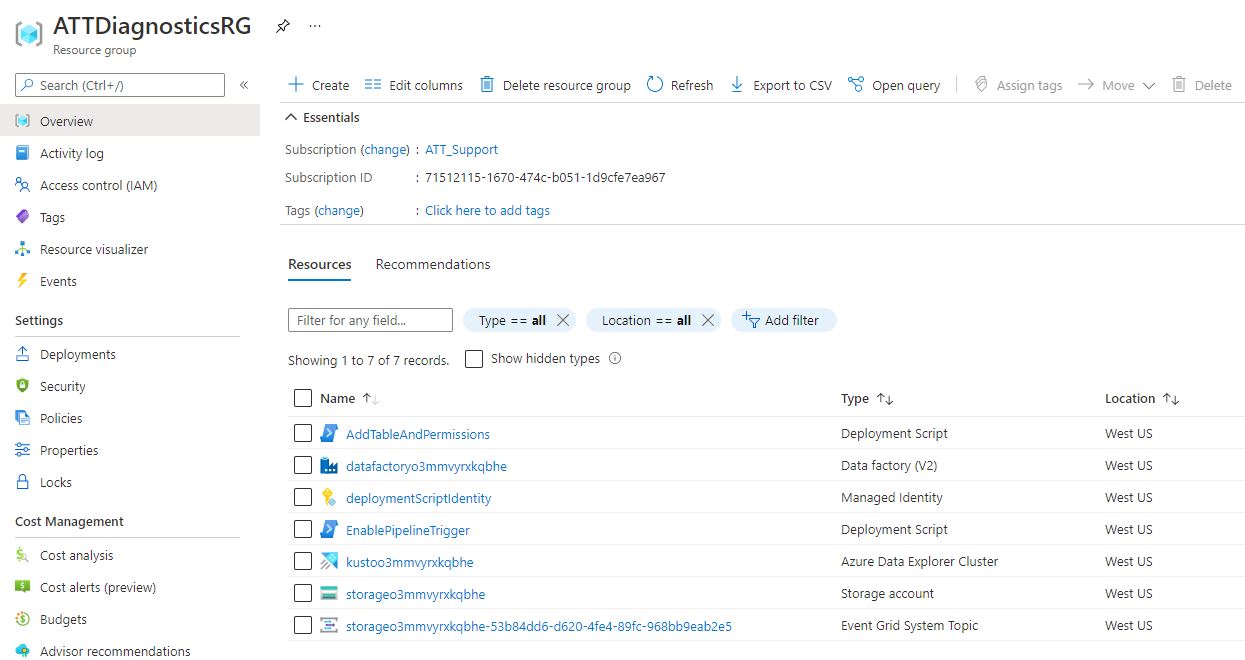 ATTDiagnosticsRG
Resource group
Search (Ctrl+/)
«
Overview
Activity log
Access control (IAM)
Tags
Resource visualizer
Events
Settings
Deployments
Security
Policies
Properties
Locks
Cost Management
Cost analysis
Cost alerts (preview)
Budgets
Advisor recommendations
Create Edit columns Delete resource group Refresh Export to CSV Open query Assign tags Move Delete
Essentials
Subscription (change) : ATT_Support
Subscription ID : 71512115-1670-474c-b051-1d9cfe7ea967
Tags (change) : Click here to add tags
Resources Recommendations
Filter for any field... Type == all Location == all Add filter
Showing 1 to 7 of 7 records. Show hidden types
Name Type Location
AddTableAndPermissions Deployment Script West US
datafactoryo3mmvyrxkqbhe Data factory (V2) West US
deploymentScriptIdentity Managed Identity West US
EnablePipelineTrigger Deployment Script West US
kustoo3mmvyrxkqbhe Azure Data Explorer Cluster West US
storageo3mmvyrxkqbhe Storage account West US
storageo3mmvyrxkqbhe-53b84dd6-d620-4fe4-89fc-968bb9eab2e5 Event Grid System Topic West US